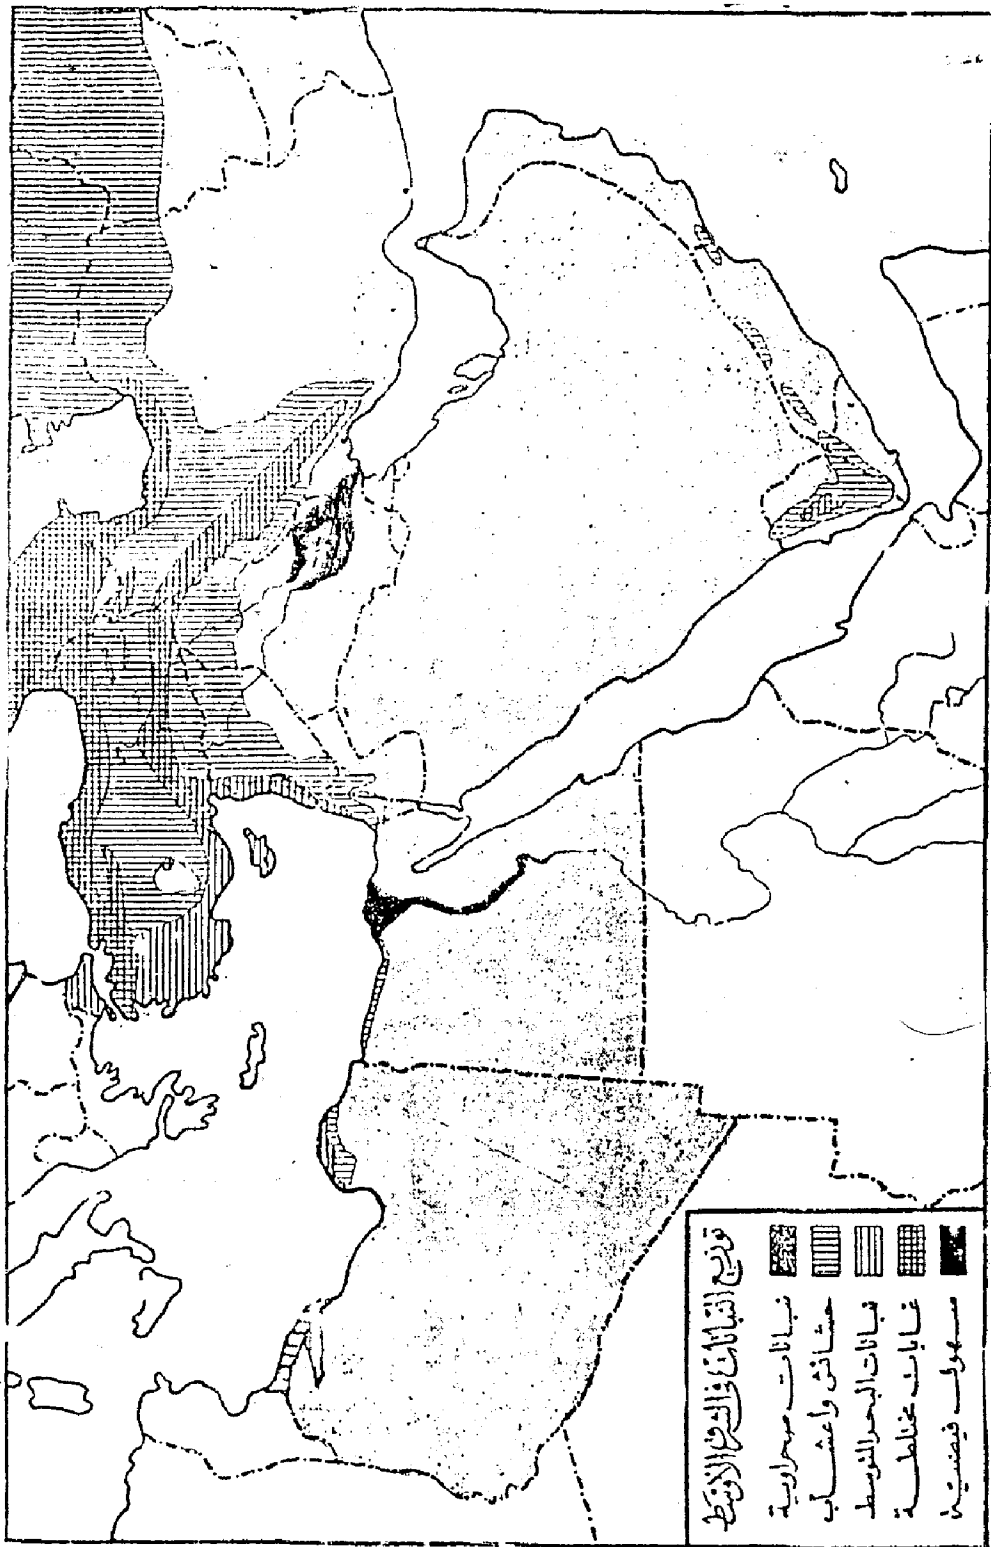 توزيع النباتات في الشرق الأوسط
نباتات صحراوية
حشائش وأعشاب
نباتات البحر المتوسط
غابات مختلطة
سهول فيضية